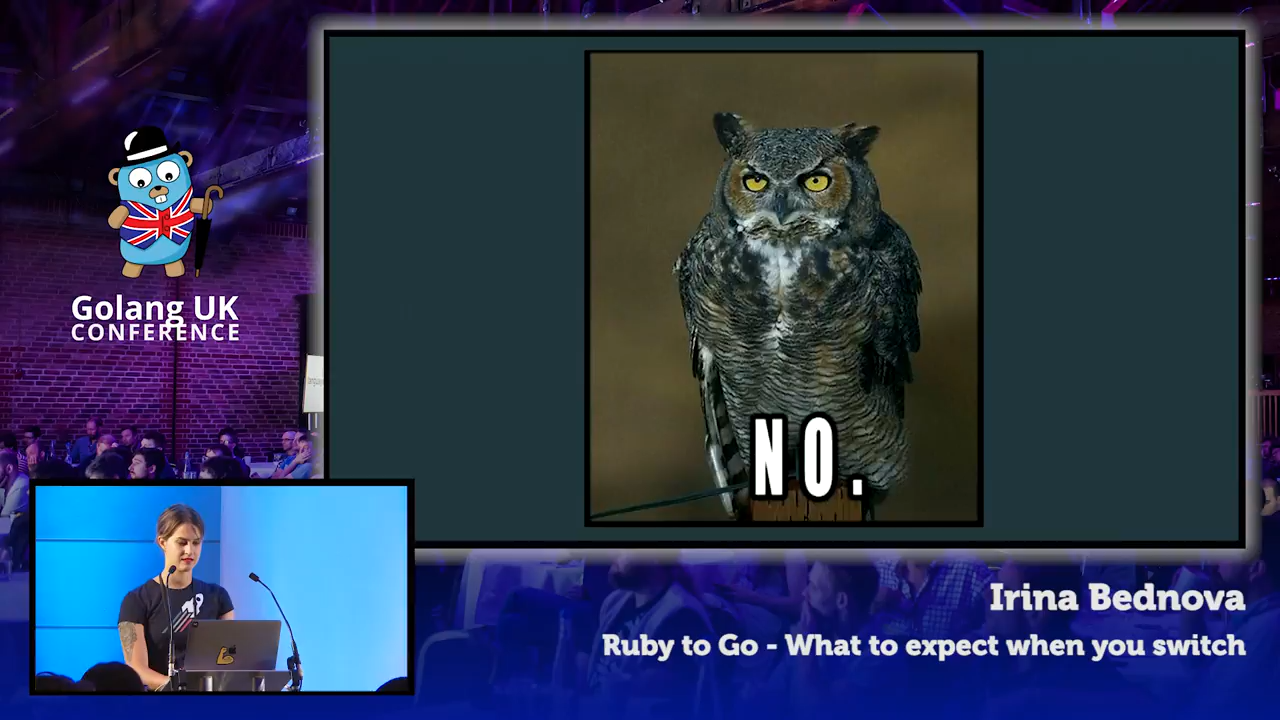 Golang UK
CONFERENCE
NO.
Irina Bednova
Ruby to Go - What to expect when you switch